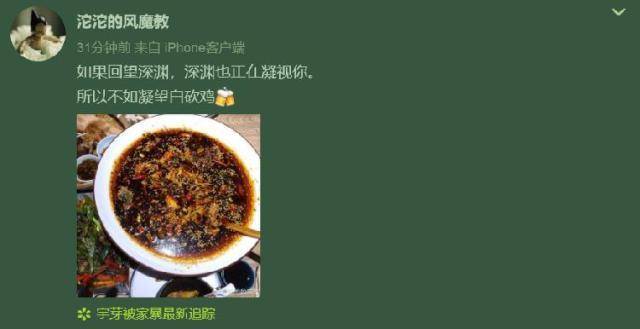 沱沱的风魔教
31分钟前 来自 iPhone客户端
如果回望深渊，深渊也正在凝视你。
所以不如凝望白砍鸡🍻
宇芽被家暴最新追踪